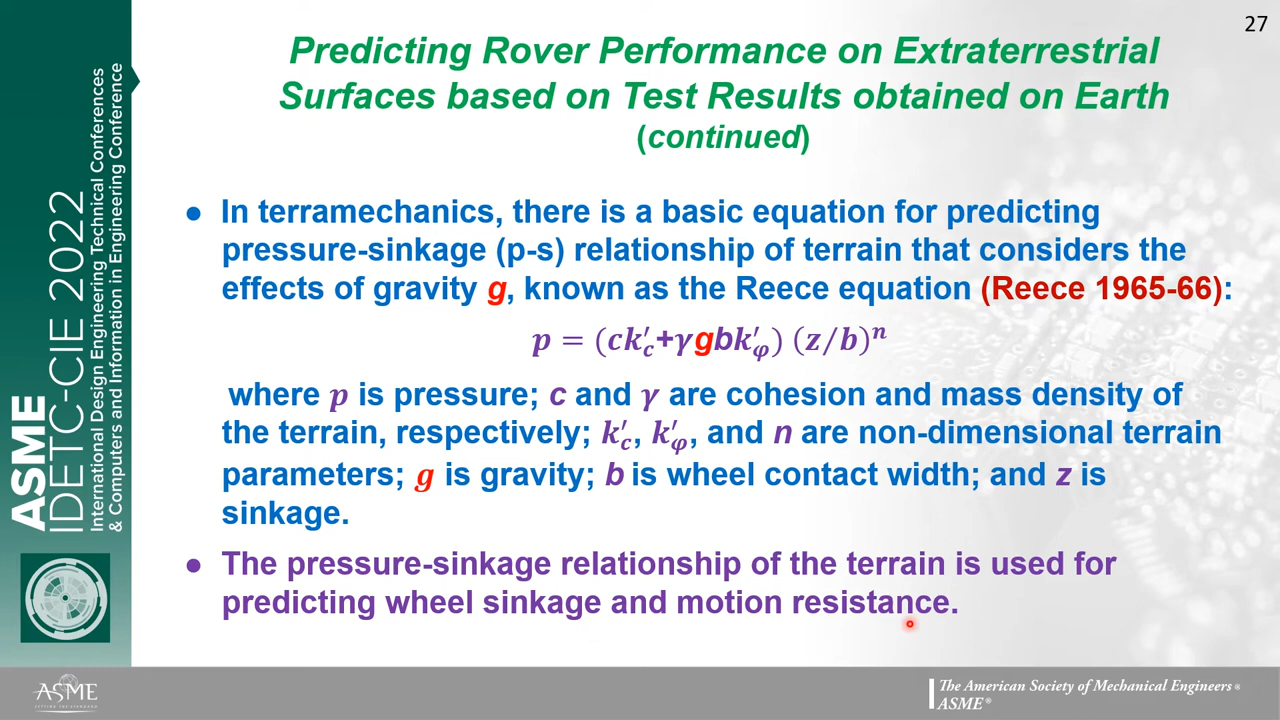 27
Predicting Rover Performance on Extraterrestrial
Surfaces based on Test Results obtained on Earth
(continued)
● In terramechanics, there is a basic equation for predicting
pressure-sinkage (p-s) relationship of terrain that considers the
effects of gravity g, known as the Reece equation (Reece 1965-66):
p = (ck′c+γgbk′φ) (z/b)ⁿ
where p is pressure; c and γ are cohesion and mass density of
the terrain, respectively; k′c, k′φ, and n are non-dimensional terrain
parameters; g is gravity; b is wheel contact width; and z is
sinkage.
● The pressure-sinkage relationship of the terrain is used for
predicting wheel sinkage and motion resistance.
ASME
IDETC-CIE 2022
International Design Engineering Technical Conferences
& Computers and Information in Engineering Conference
ASME
SETTING THE STANDARD
The American Society of Mechanical Engineers ®
ASME ®